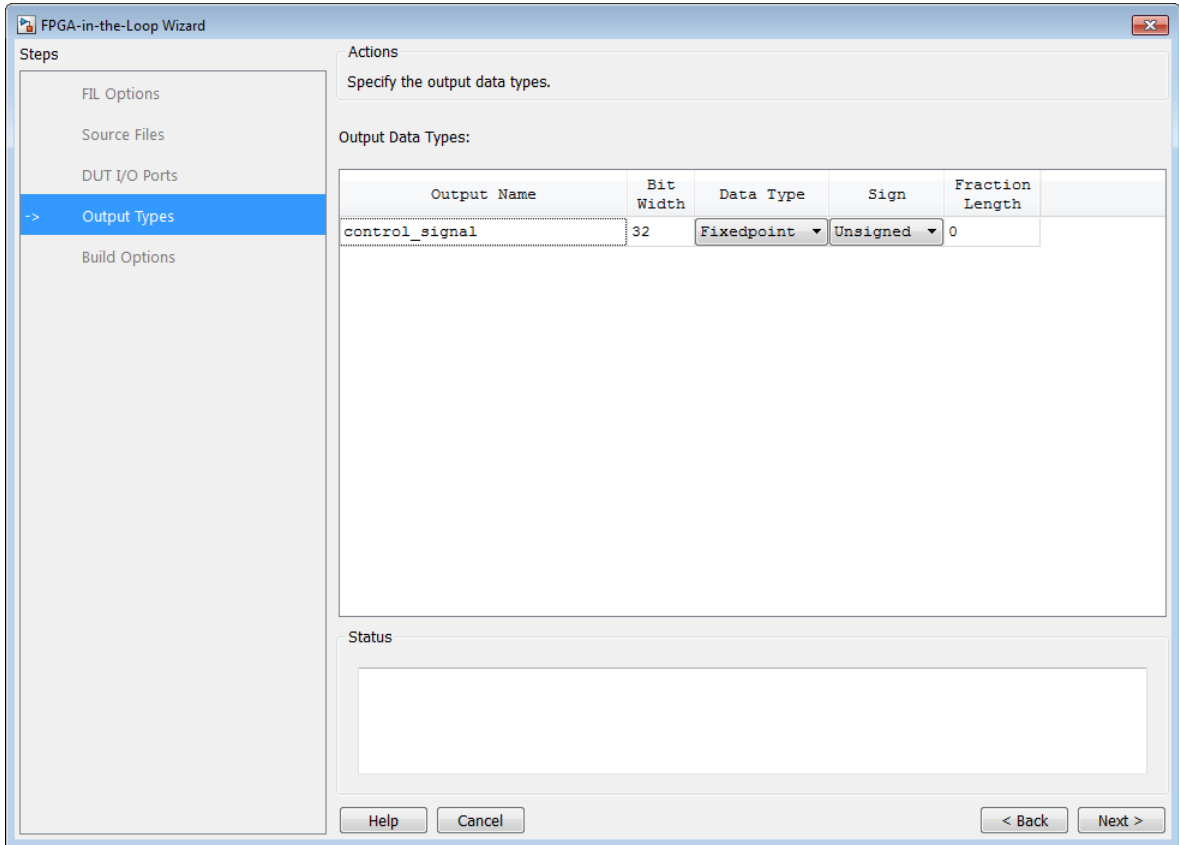 FPGA-in-the-Loop Wizard
Steps
FIL Options
Source Files
DUT I/O Ports
-> Output Types
Build Options
Actions
Specify the output data types.
Output Data Types:
Output Name Bit Width Data Type Sign Fraction Length
control_signal 32 Fixedpoint Unsigned 0
Status
Help Cancel < Back Next >